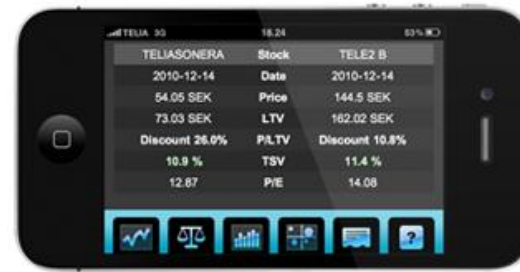 TELIA 3G 18.24 53%
TELIASONERA Stock TELE2 B
2010-12-14 Date 2010-12-14
54.05 SEK Price 144.5 SEK
73.03 SEK LTV 162.02 SEK
Discount 26.0% P/LTV Discount 10.8%
10.9 % TSV 11.4 %
12.87 P/E 14.08
?